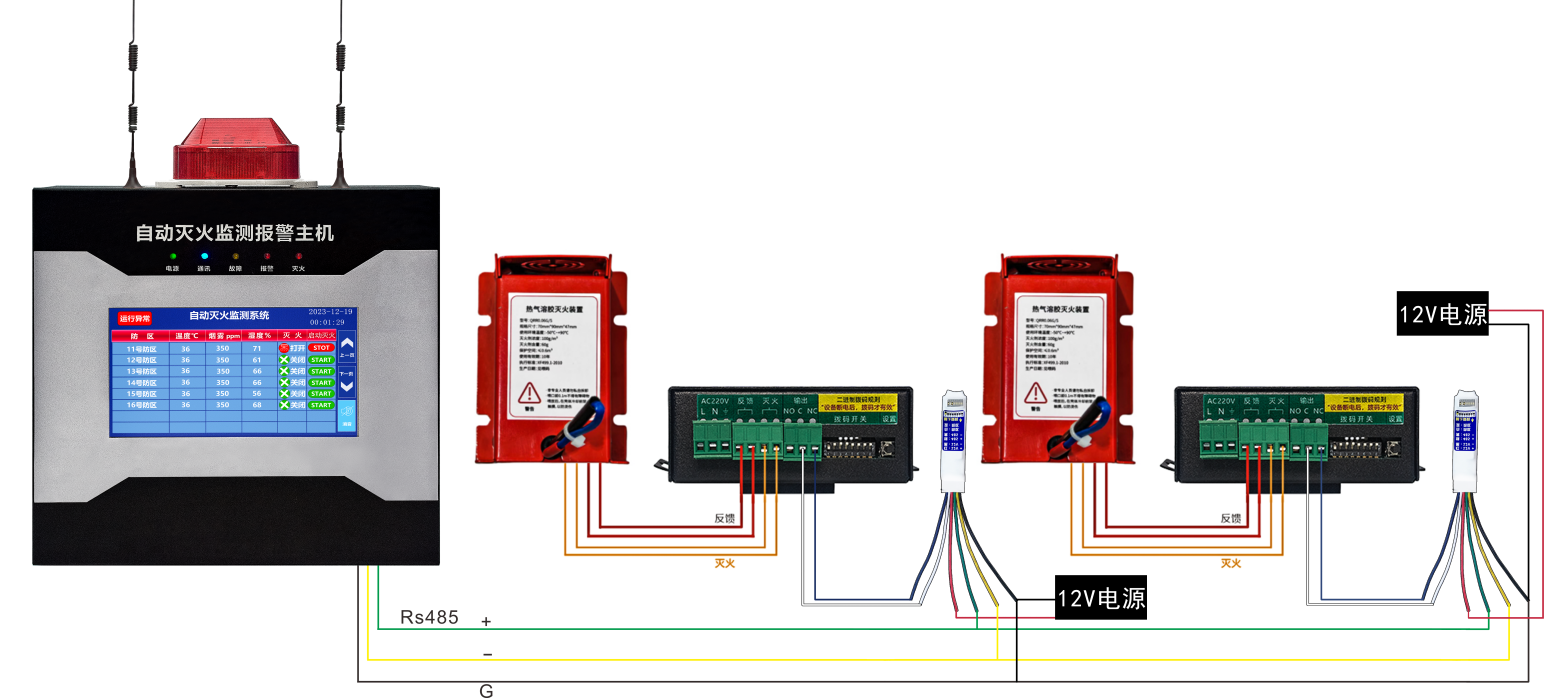 自动灭火监测报警主机
电源 通讯 故障 报警 灭火
运行异常 自动灭火监测系统 2023-12-19
00:01:29
防 区 温度℃ 烟雾 ppm 湿度% 灭 火 启动灭火
11号防区 36 350 71 打开 STOT
12号防区 36 350 61 关闭 START
13号防区 36 350 66 关闭 START
14号防区 36 350 66 关闭 START
15号防区 36 350 56 关闭 START
16号防区 36 350 68 关闭 START
上一页
下一页
热气溶胶灭火装置
警告
AC220V 反馈 灭火 输出
L N + NO C NC
二进制拨码规则
"设备断电后，拨码才有效"
拨码开关 设置
反馈
灭火
12V电源
热气溶胶灭火装置
警告
AC220V 反馈 灭火 输出
L N + NO C NC
二进制拨码规则
"设备断电后，拨码才有效"
拨码开关 设置
反馈
灭火
12V电源
Rs485 +
−
G